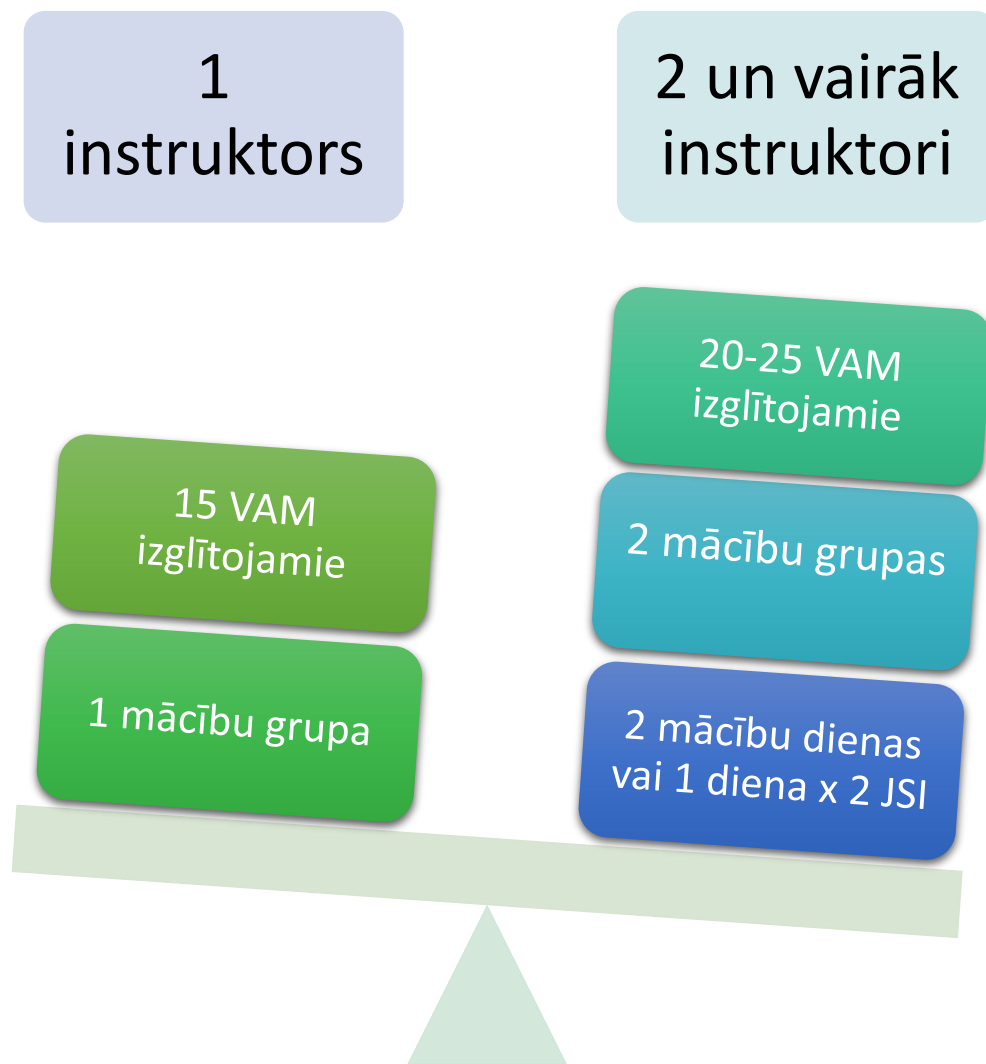 1
instruktors
2 un vairāk
instruktori
15 VAM
izglītojamie
1 mācību grupa
20-25 VAM
izglītojamie
2 mācību grupas
2 mācību dienas
vai 1 diena x 2 JSI